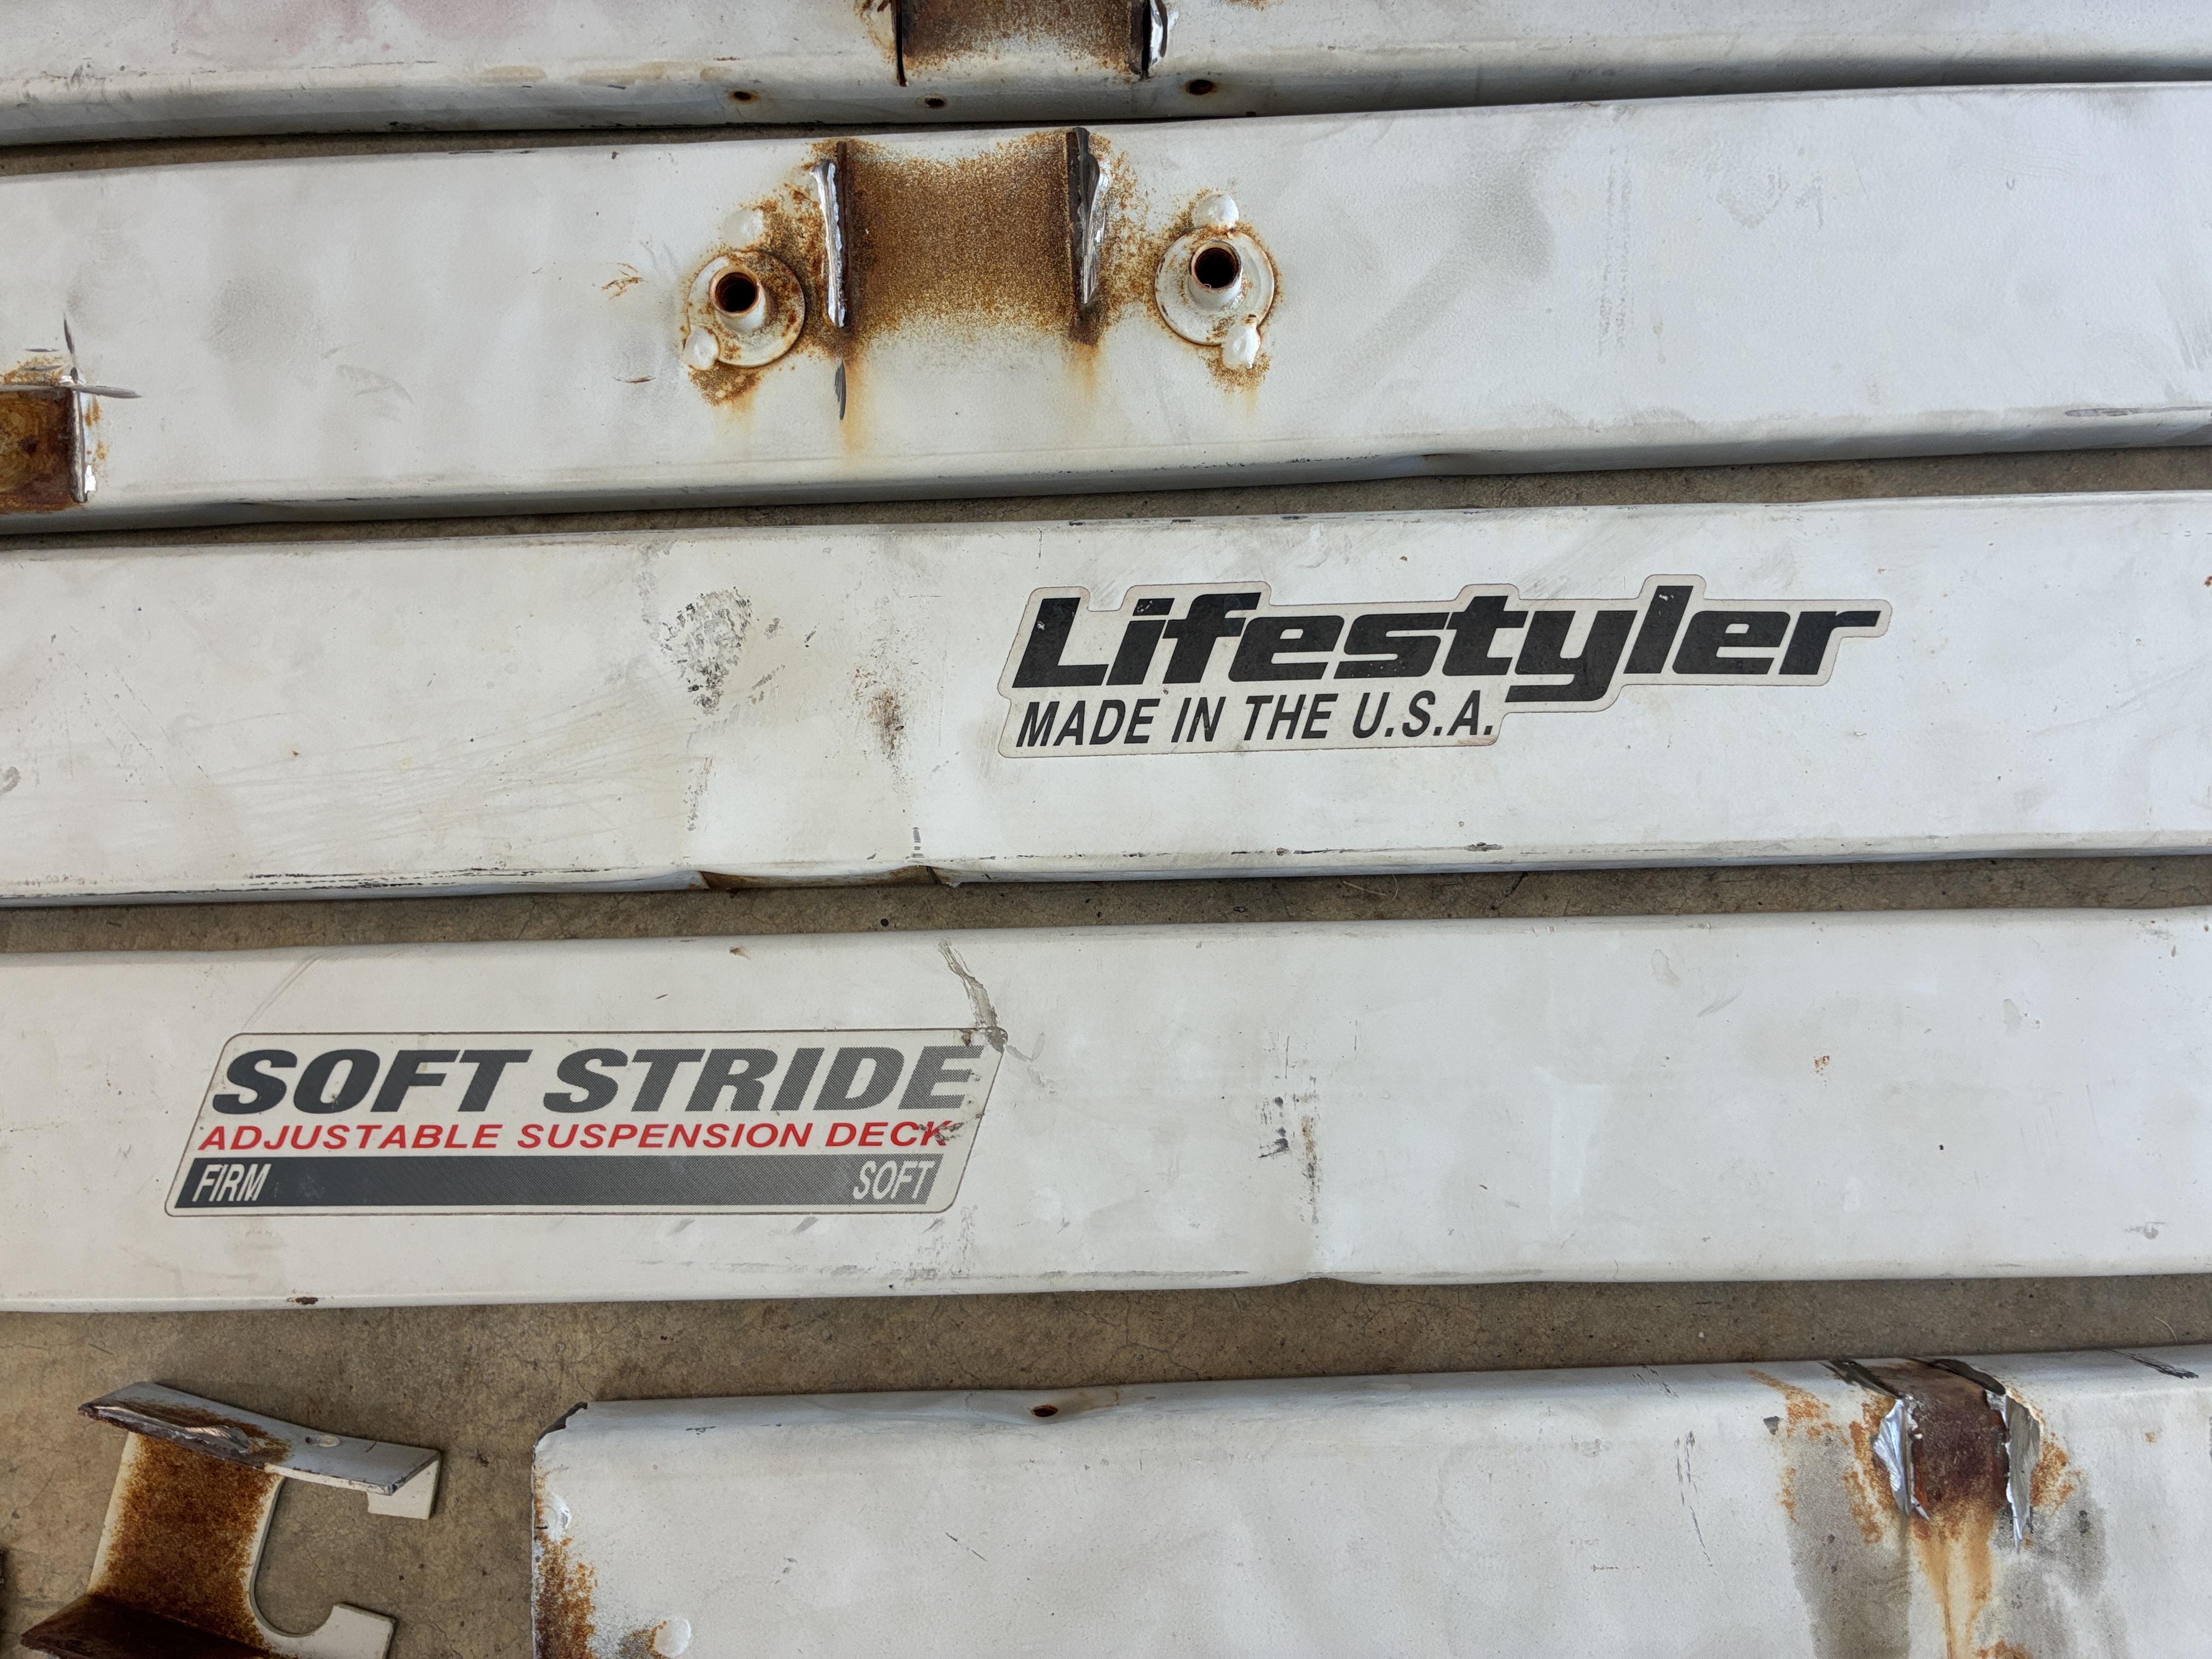 Lifestyler
MADE IN THE U.S.A.
SOFT STRIDE
ADJUSTABLE SUSPENSION DECK
FIRM SOFT